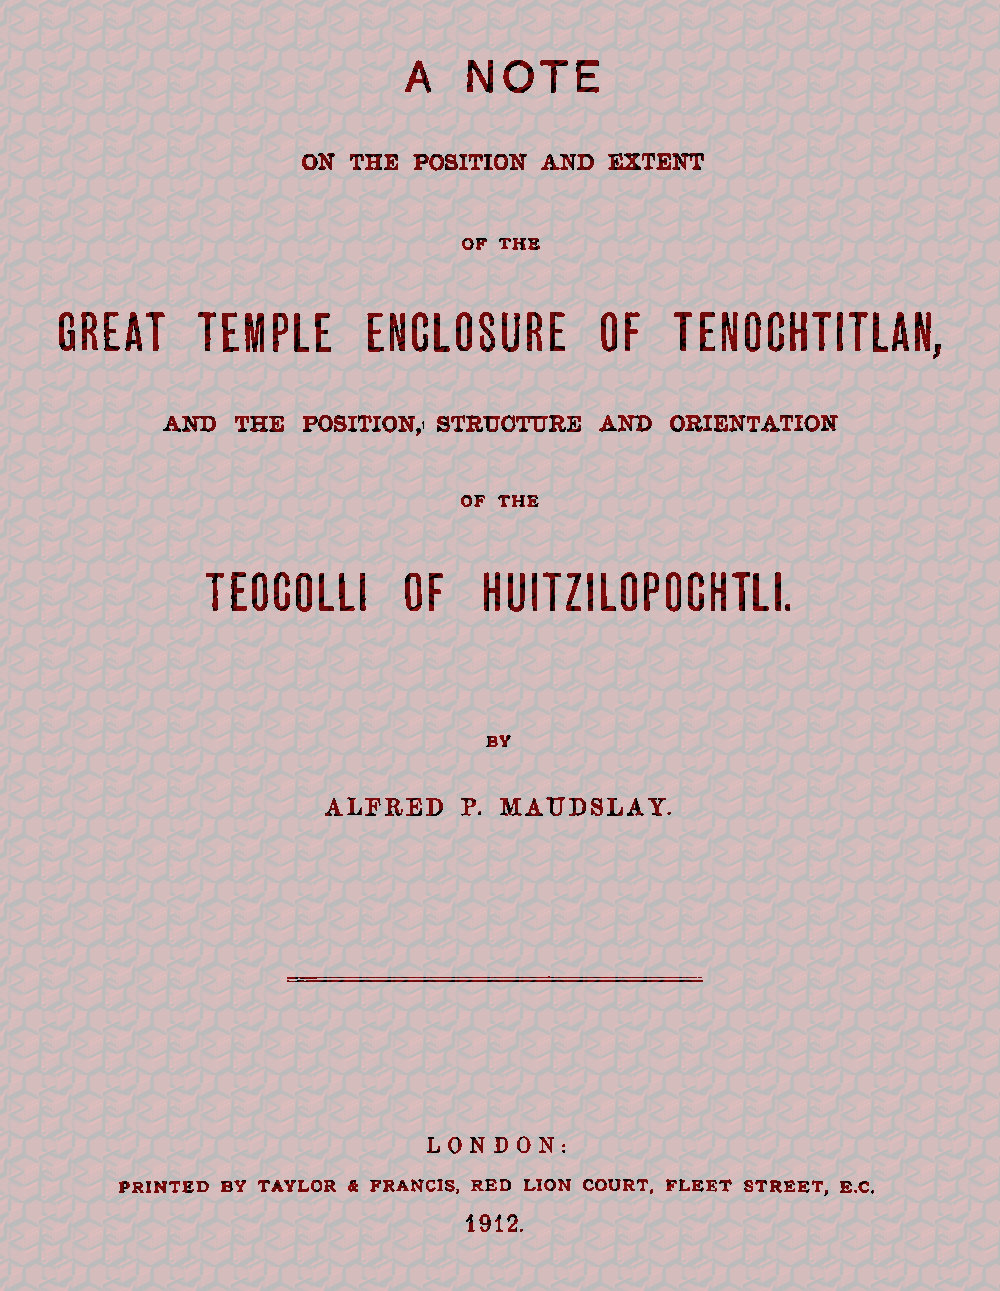 A NOTE
ON THE POSITION AND EXTENT
OF THE
GREAT TEMPLE ENCLOSURE OF TENOCHTITLAN,
AND THE POSITION, STRUCTURE AND ORIENTATION
OF THE
TEOCOLLI OF HUITZILOPOCHTLI.
BY
ALFRED P. MAUDSLAY.
LONDON:
PRINTED BY TAYLOR & FRANCIS, RED LION COURT, FLEET STREET, E.C.
1912.